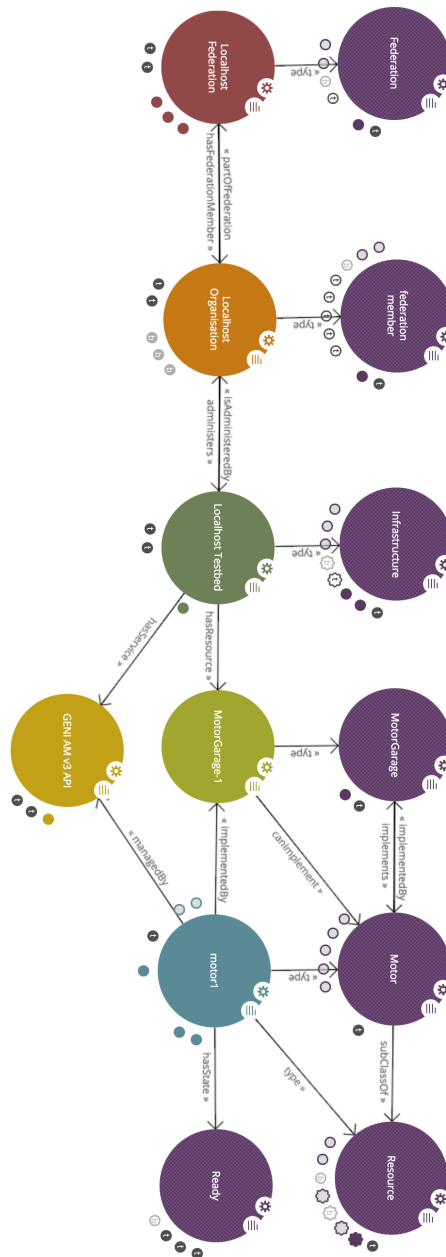 Federation
federation
member
Infrastructure
MotorGarage
« implementedBy
implements »
Motor
subClassOf »
Resource
« type
« type
« type
« type
« type
canImplement »
type »
Localhost
Federation
« partOfFederation
hasFederationMember »
Localhost
Organisation
« isAdministeredBy
administers »
Localhost Testbed
hasResource »
MotorGarage-1
« implementedBy
motor1
hasState »
Ready
hasService »
« managedBy
GENI AM v3 API